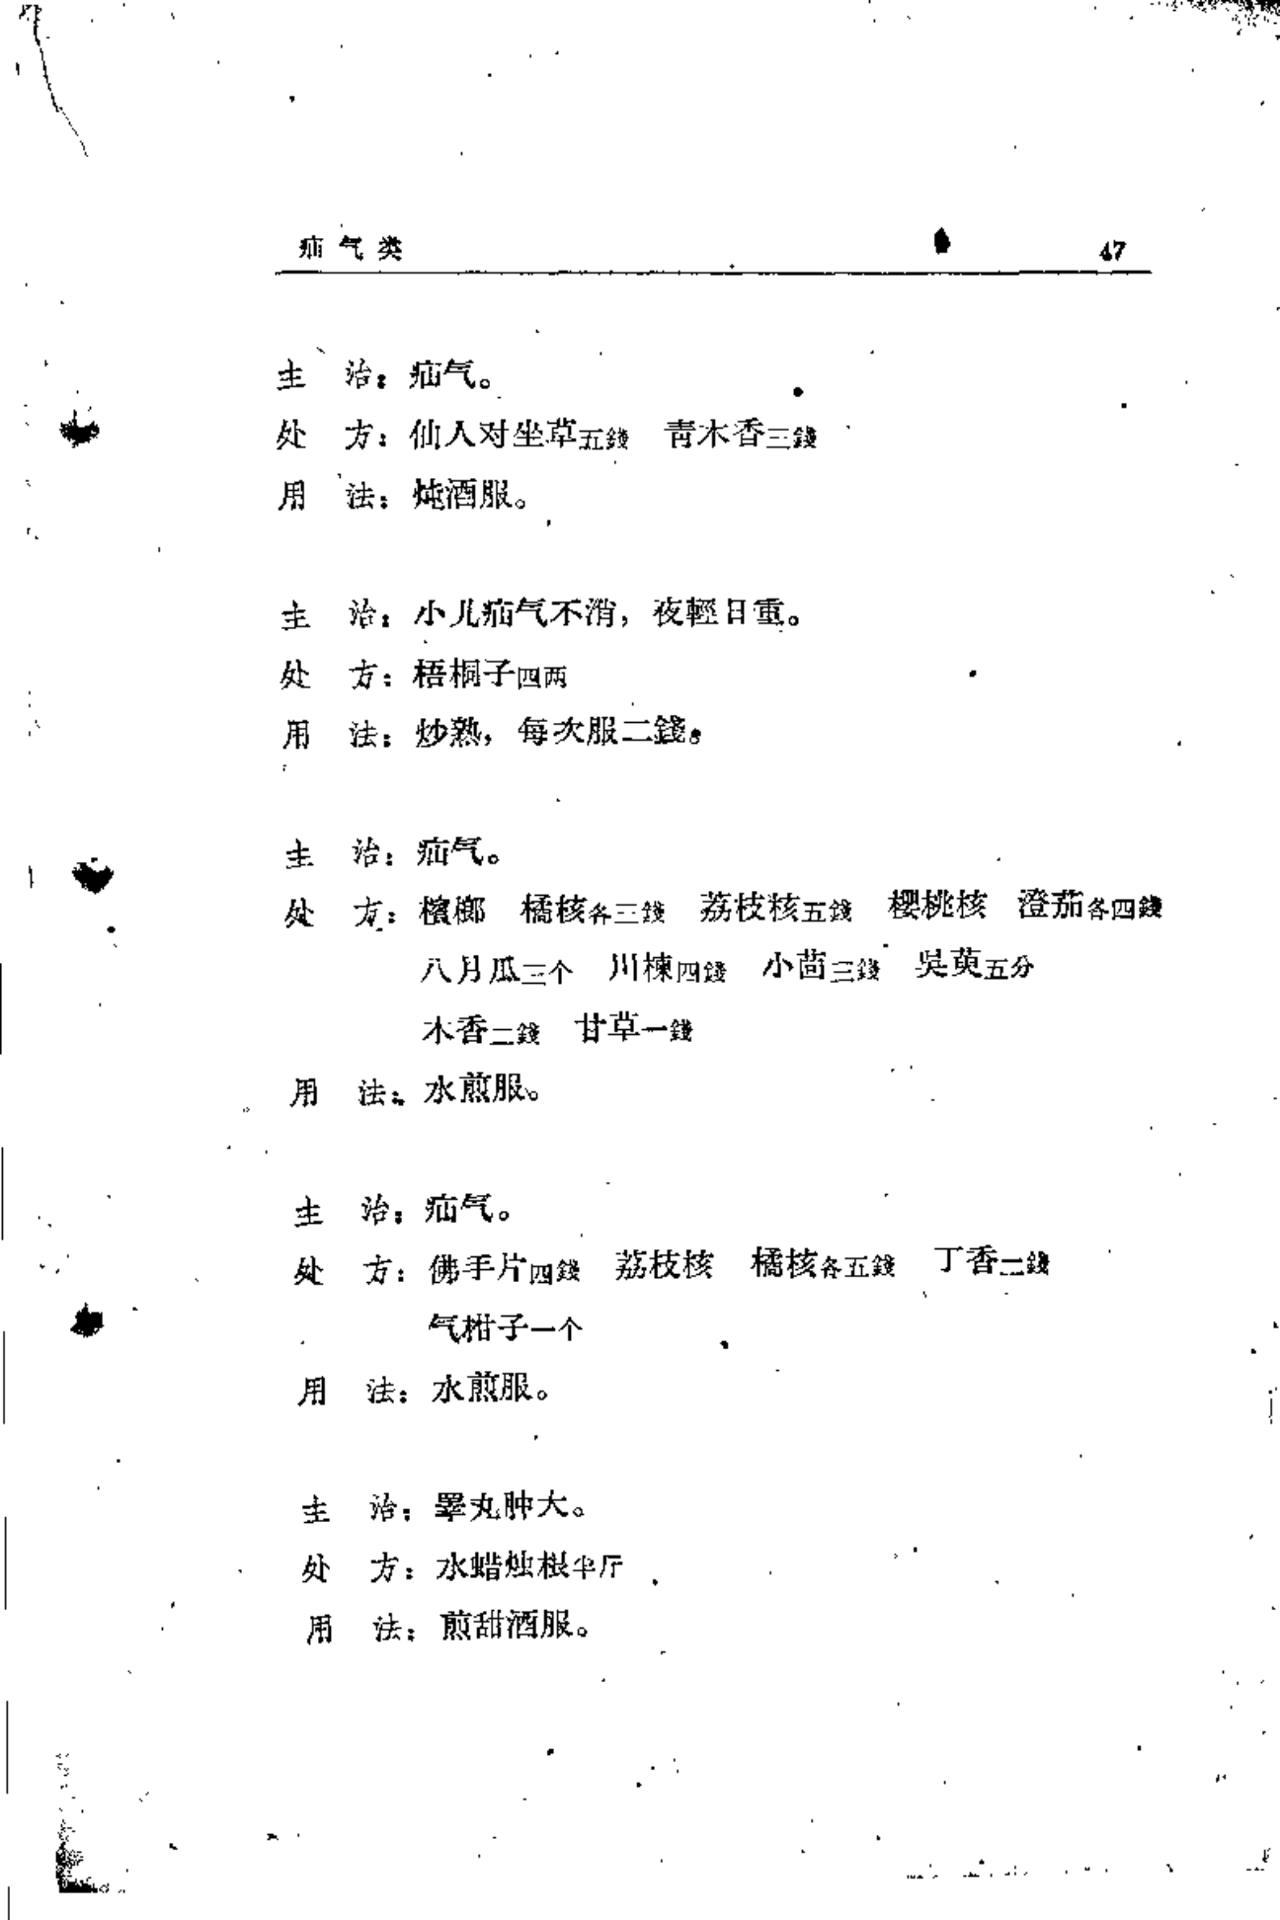 疝气类 47
主 治：疝气。
处 方：仙人对坐草五錢 青木香三錢
用 法：炖酒服。
主 治：小儿疝气不消，夜輕日重。
处 方：梧桐子四两
用 法：炒熟，每次服二錢。
主 治：疝气。
处 方：檳榔 橘核各三錢 荔枝核五錢 櫻桃核 澄茄各四錢
八月瓜三个 川楝四錢 小茴三錢 吳萸五分
木香二錢 甘草一錢
用 法：水煎服。
主 治：疝气。
处 方：佛手片四錢 荔枝核 橘核各五錢 丁香二錢
气柑子一个
用 法：水煎服。
主 治：睪丸肿大。
处 方：水蜡烛根半斤
用 法：煎甜酒服。